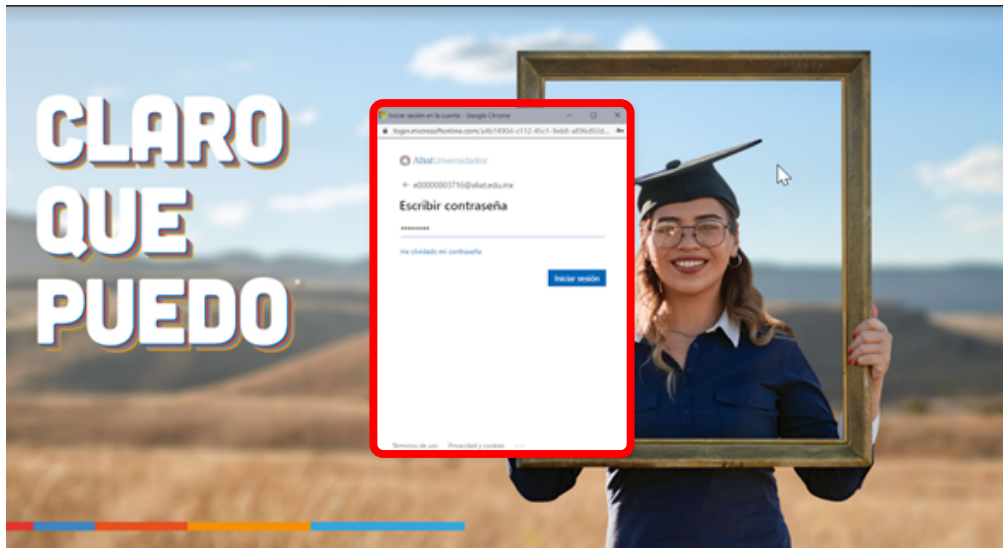 CLARO
QUE
PUEDO
Iniciar sesión en la cuenta - Google Chrome
login.microsoftonline.com
AliatUniversidades
← e00000003716@aliat.edu.mx
Escribir contraseña
•••••••••
He olvidado mi contraseña
Iniciar sesión
Términos de uso Privacidad y cookies ...